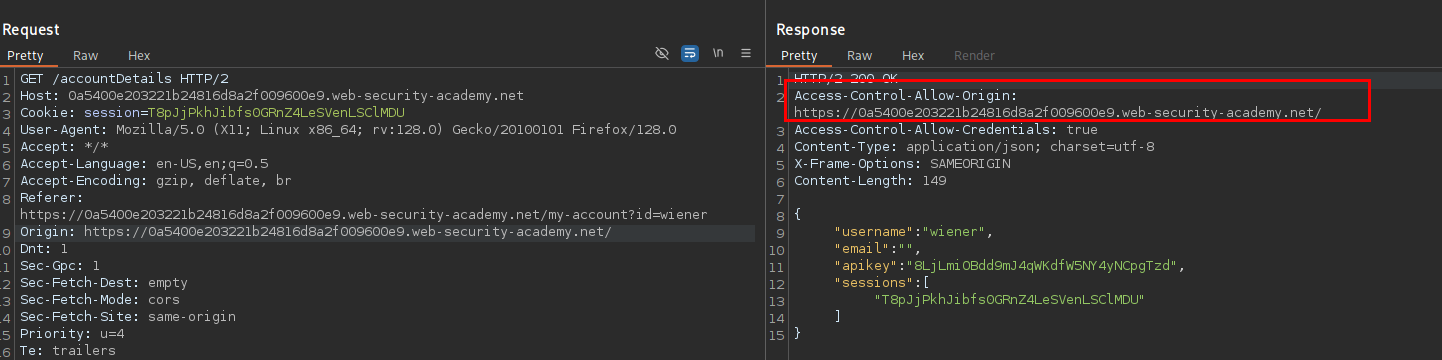 Request
Pretty Raw Hex \n
1 GET /accountDetails HTTP/2
2 Host: 0a5400e203221b24816d8a2f009600e9.web-security-academy.net
3 Cookie: session=T8pJjPkhJibfsOGRnZ4LeSVenLSClMDU
4 User-Agent: Mozilla/5.0 (X11; Linux x86_64; rv:128.0) Gecko/20100101 Firefox/128.0
5 Accept: */*
6 Accept-Language: en-US,en;q=0.5
7 Accept-Encoding: gzip, deflate, br
8 Referer:
https://0a5400e203221b24816d8a2f009600e9.web-security-academy.net/my-account?id=wiener
9 Origin: https://0a5400e203221b24816d8a2f009600e9.web-security-academy.net/
10 Dnt: 1
11 Sec-Gpc: 1
12 Sec-Fetch-Dest: empty
13 Sec-Fetch-Mode: cors
14 Sec-Fetch-Site: same-origin
15 Priority: u=4
16 Te: trailers
Response
Pretty Raw Hex Render
1 HTTP/2 200 OK
2 Access-Control-Allow-Origin:
https://0a5400e203221b24816d8a2f009600e9.web-security-academy.net/
3 Access-Control-Allow-Credentials: true
4 Content-Type: application/json; charset=utf-8
5 X-Frame-Options: SAMEORIGIN
6 Content-Length: 149
7
8 {
9 "username":"wiener",
10 "email":"",
11 "apikey":"8LjLmiOBdd9mJ4qWKdfW5NY4yNCpgTzd",
12 "sessions":[
13 "T8pJjPkhJibfsOGRnZ4LeSVenLSClMDU"
14 ]
15 }